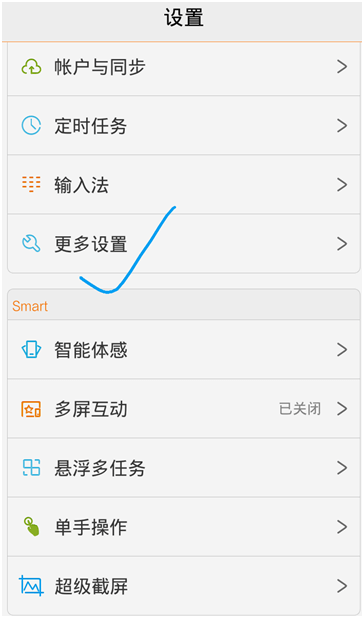 设置
帐户与同步
定时任务
输入法
更多设置
Smart
智能体感
多屏互动 已关闭
悬浮多任务
单手操作
超级截屏